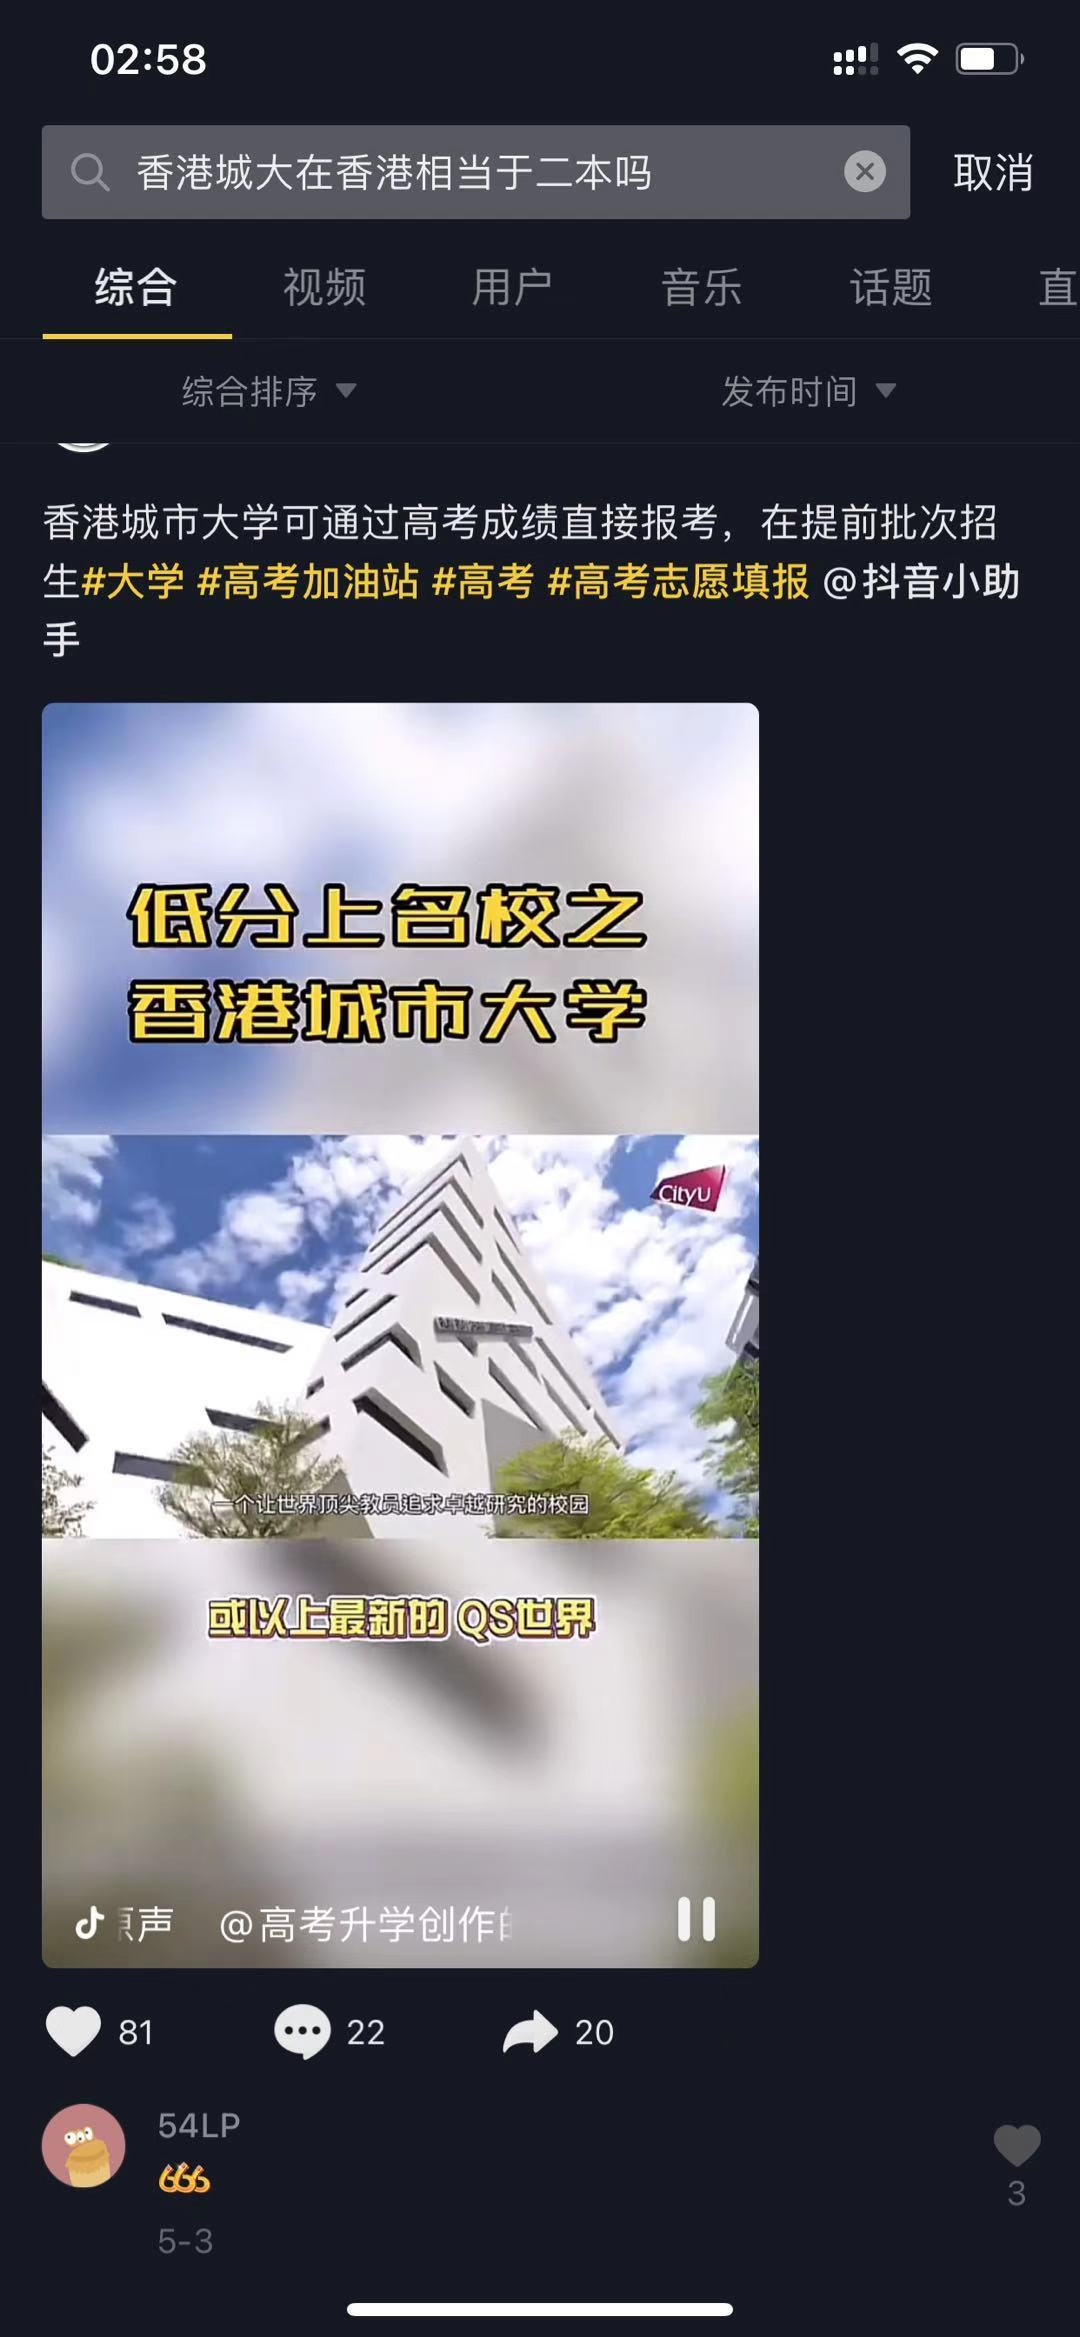 02:58
香港城大在香港相当于二本吗
取消
综合
视频
用户
音乐
话题
直
综合排序
发布时间
香港城市大学可通过高考成绩直接报考，在提前批次招
生#大学 #高考加油站 #高考 #高考志愿填报 @抖音小助
手
低分上名校之
香港城市大学
CityU
一个让世界顶尖教员追求卓越研究的校园
或以上最新的 QS世界
原声 @高考升学创作
81
22
20
54LP
666
5-3
3